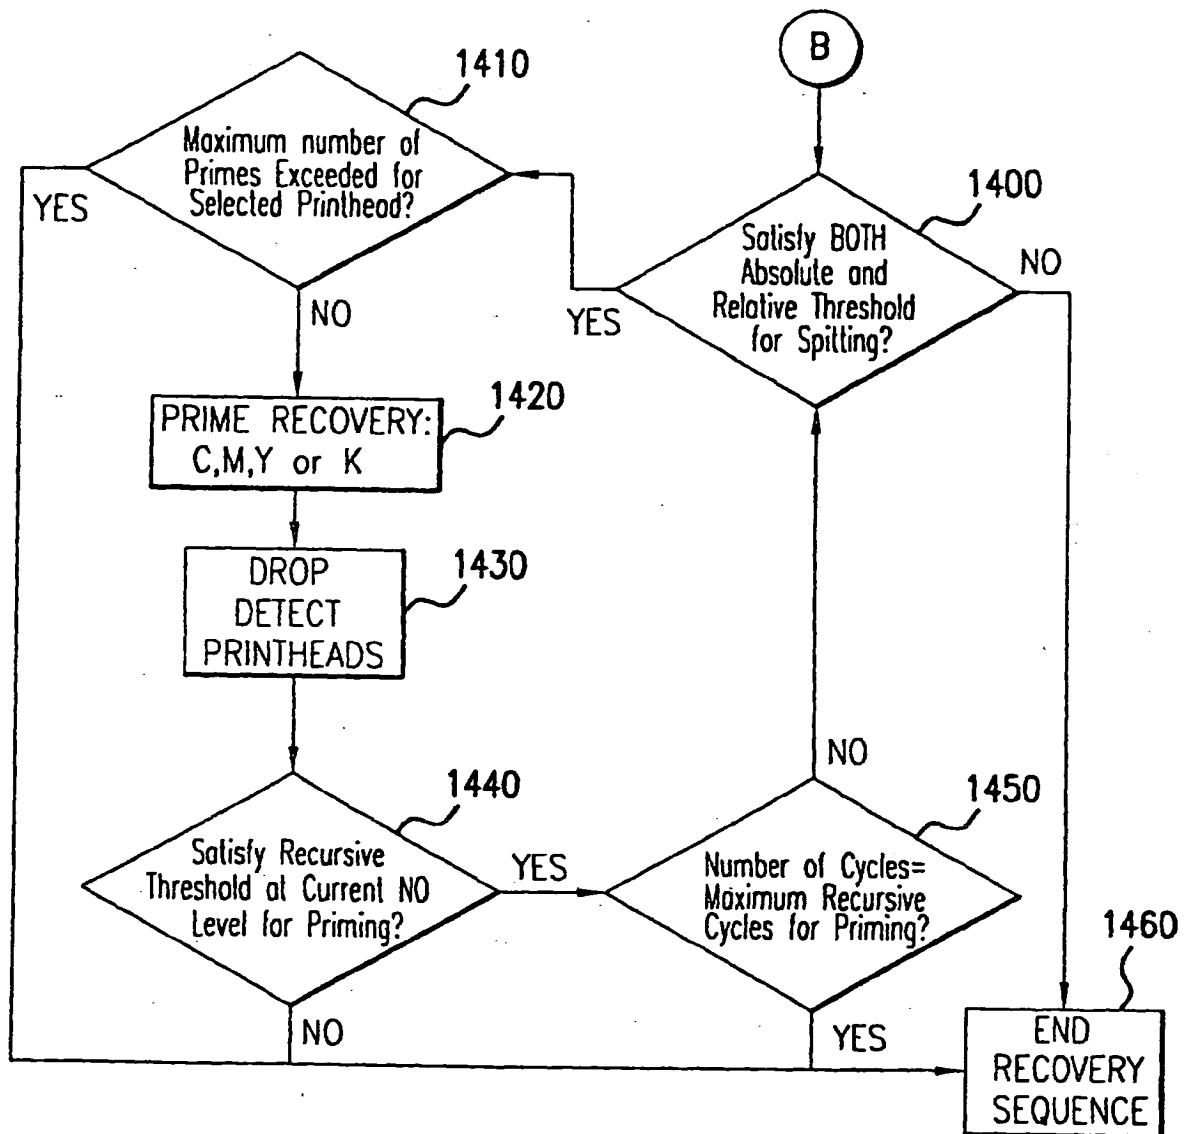 B
1410
Maximum number of
Primes Exceeded for
Selected Printhead?
YES
NO
1400
Satisfy BOTH
Absolute and
Relative Threshold
for Spitting?
NO
YES
1420
PRIME RECOVERY:
C,M,Y or K
1430
DROP
DETECT
PRINTHEADS
1440
Satisfy Recursive
Threshold at Current NO
Level for Priming?
YES
NO
1450
NO
Number of Cycles=
Maximum Recursive
Cycles for Priming?
YES
1460
END
RECOVERY
SEQUENCE